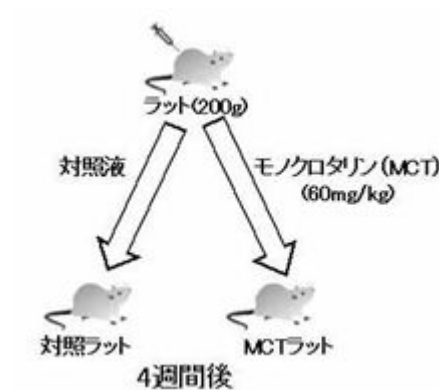 ラット(200g)
対照液
モノクロタリン(MCT)
(60mg/kg)
対照ラット
MCTラット
4週間後